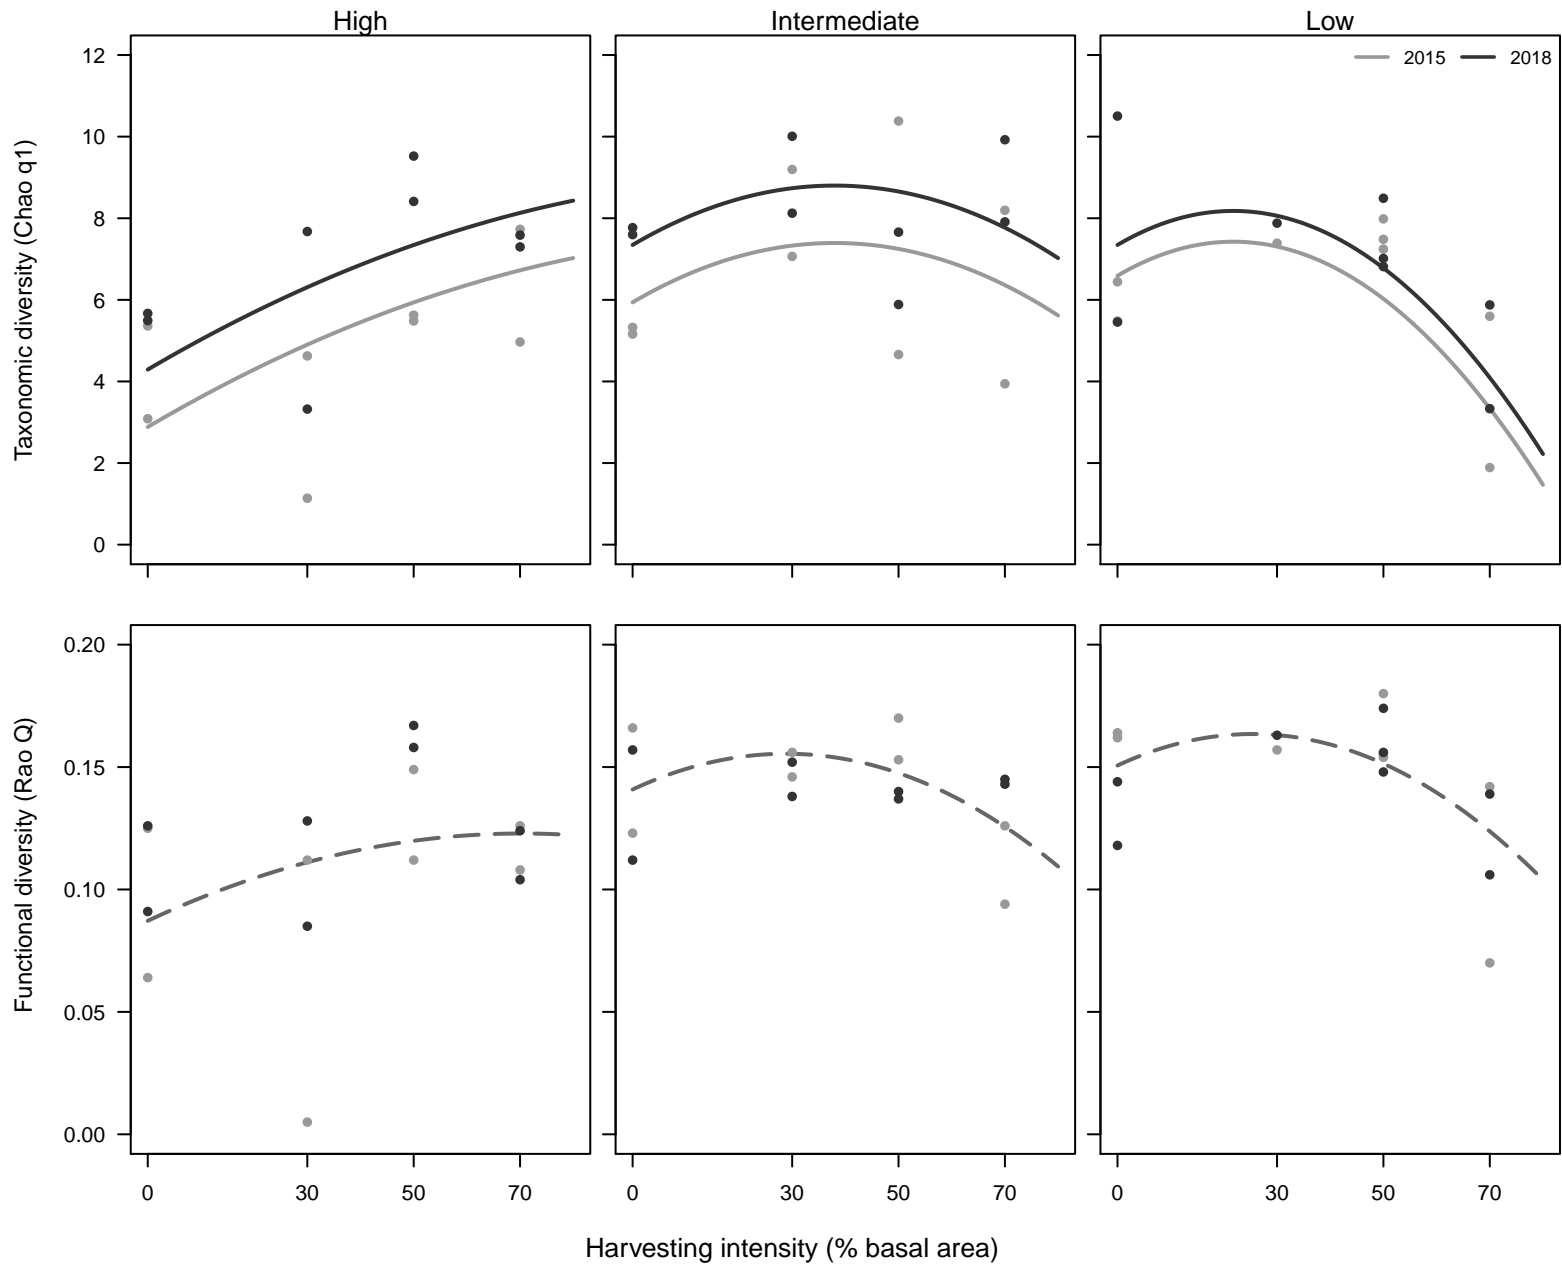 High Intermediate Low
2015 2018
Taxonomic diversity (Chao q1)
12
10
8
6
4
2
0
Functional diversity (Rao Q)
0.20
0.15
0.10
0.05
0.00
0 30 50 70 0 30 50 70 0 30 50 70
Harvesting intensity (% basal area)